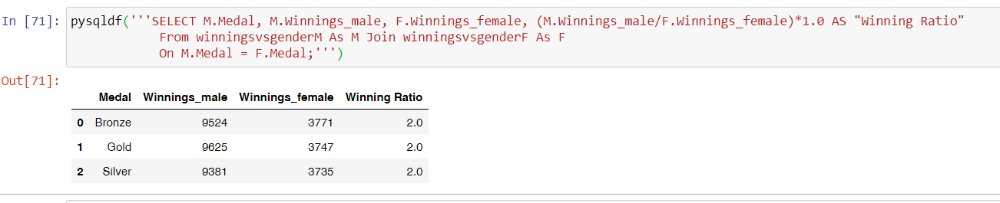 In [71]: pysqldf('''SELECT M.Medal, M.Winnings_male, F.Winnings_female, (M.Winnings_male/F.Winnings_female)*1.0 AS "Winning Ratio"
From winningsvsgenderM As M Join winningsvsgenderF As F
On M.Medal = F.Medal;''')
Out[71]:
Medal Winnings_male Winnings_female Winning Ratio
0 Bronze 9524 3771 2.0
1 Gold 9625 3747 2.0
2 Silver 9381 3735 2.0